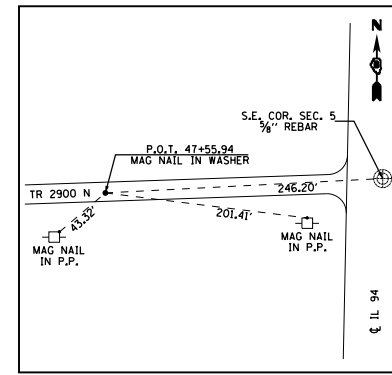 N
S.E. COR. SEC. 5
⅝" REBAR
P.O.T. 47+55.94
MAG NAIL IN WASHER
TR 2900 N
246.20'
43.32'
201.41'
MAG NAIL
IN P.P.
MAG NAIL
IN P.P.
℄ IL 94